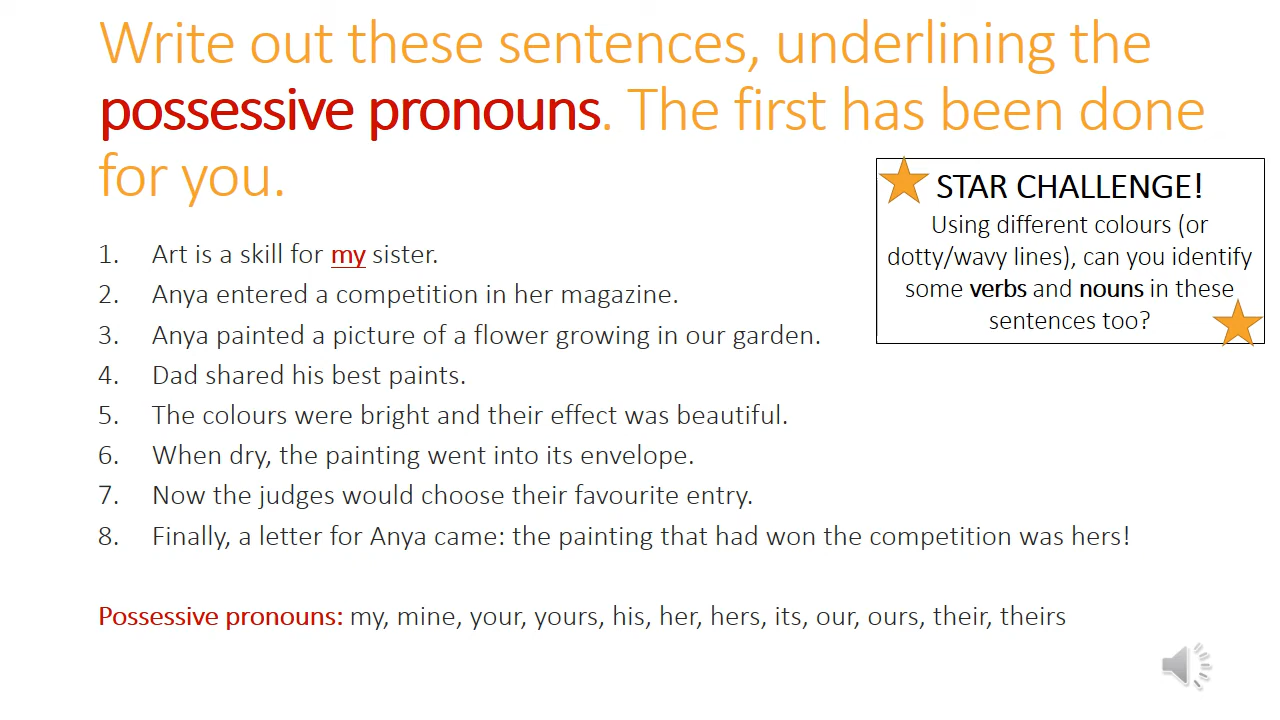 Write out these sentences, underlining the
possessive pronouns. The first has been done
for you.
STAR CHALLENGE!
Using different colours (or
dotty/wavy lines), can you identify
some verbs and nouns in these
sentences too?
1. Art is a skill for my sister.
2. Anya entered a competition in her magazine.
3. Anya painted a picture of a flower growing in our garden.
4. Dad shared his best paints.
5. The colours were bright and their effect was beautiful.
6. When dry, the painting went into its envelope.
7. Now the judges would choose their favourite entry.
8. Finally, a letter for Anya came: the painting that had won the competition was hers!
Possessive pronouns: my, mine, your, yours, his, her, hers, its, our, ours, their, theirs